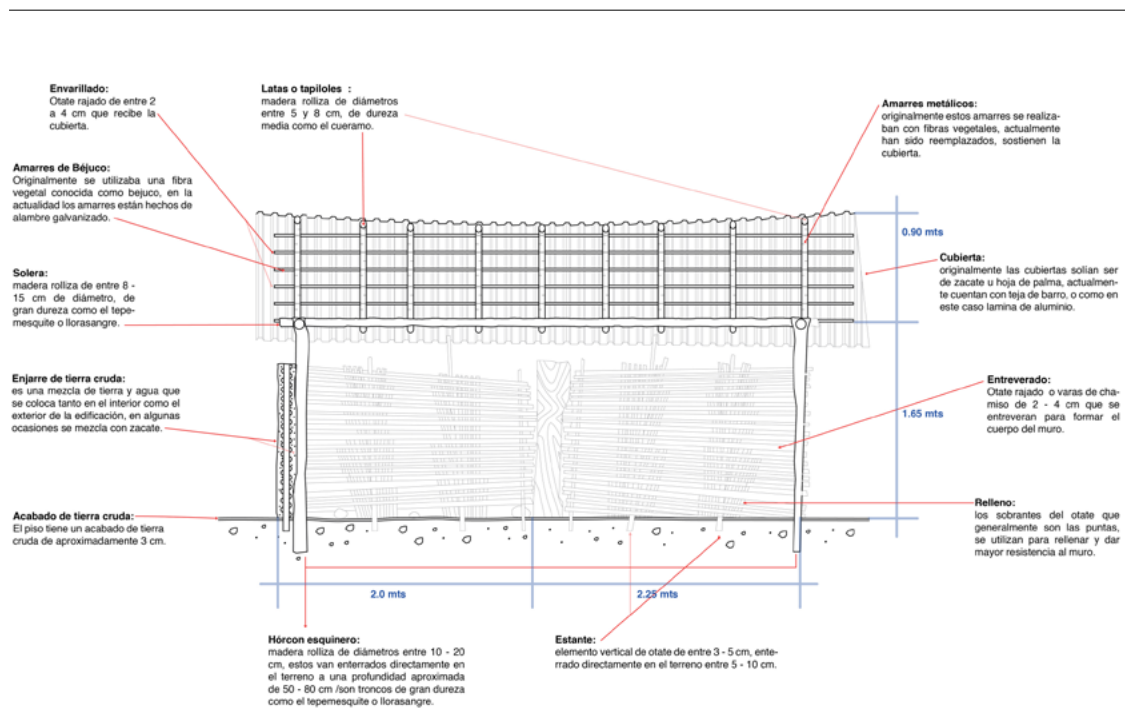 Envarillado:
Otate rajado de entre 2
a 4 cm que recibe la
cubierta.
Latas o tapiloles :
madera rolliza de diámetros
entre 5 y 8 cm, de dureza
media como el cueramo.
Amarres metálicos:
originalmente estos amarres se realiza-
ban con fibras vegetales, actualmente
han sido reemplazados, sostienen la
cubierta.
Amarres de Béjuco:
Originalmente se utilizaba una fibra
vegetal conocida como bejuco, en la
actualidad los amarres están hechos de
alambre galvanizado.
0.90 mts
Cubierta:
originalmente las cubiertas solían ser
de zacate u hoja de palma, actualmen-
te cuentan con teja de barro, o como en
este caso lamina de aluminio.
Solera:
madera rolliza de entre 8 -
15 cm de diámetro, de
gran dureza como el tepe-
mesquite o llorasangre.
Enjarre de tierra cruda:
es una mezcla de tierra y agua que
se coloca tanto en el interior como el
exterior de la edificación, en algunas
ocasiones se mezcla con zacate.
Entreverado:
Otate rajado o varas de cha-
miso de 2 - 4 cm que se
entreveran para formar el
cuerpo del muro.
1.65 mts
Relleno:
los sobrantes del otate que
generalmente son las puntas,
se utilizan para rellenar y dar
mayor resistencia al muro.
Acabado de tierra cruda:
El piso tiene un acabado de tierra
cruda de aproximadamente 3 cm.
2.0 mts
2.25 mts
Hórcon esquinero:
madera rolliza de diámetros entre 10 - 20
cm, estos van enterrados directamente en
el terreno a una profundidad aproximada
de 50 - 80 cm /son troncos de gran dureza
como el tepemesquite o llorasangre.
Estante:
elemento vertical de otate de entre 3 - 5 cm, ente-
rrado directamente en el terreno entre 5 - 10 cm.